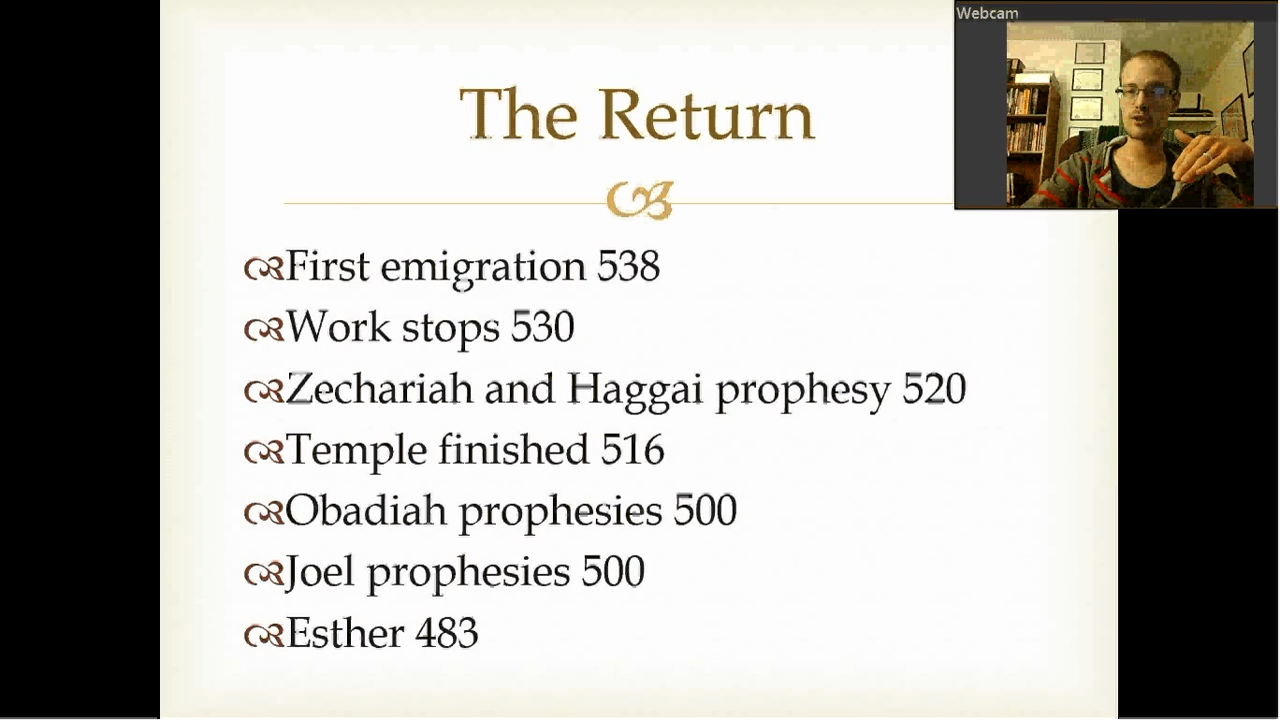 Webcam
The Return
First emigration 538
Work stops 530
Zechariah and Haggai prophesy 520
Temple finished 516
Obadiah prophesies 500
Joel prophesies 500
Esther 483